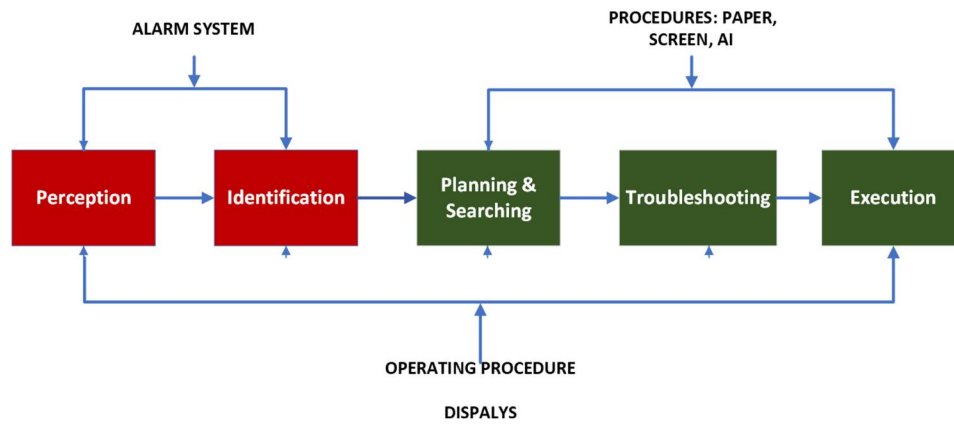 ALARM SYSTEM
PROCEDURES: PAPER,
SCREEN, AI
Perception
Identification
Planning &
Searching
Troubleshooting
Execution
OPERATING PROCEDURE
DISPALYS